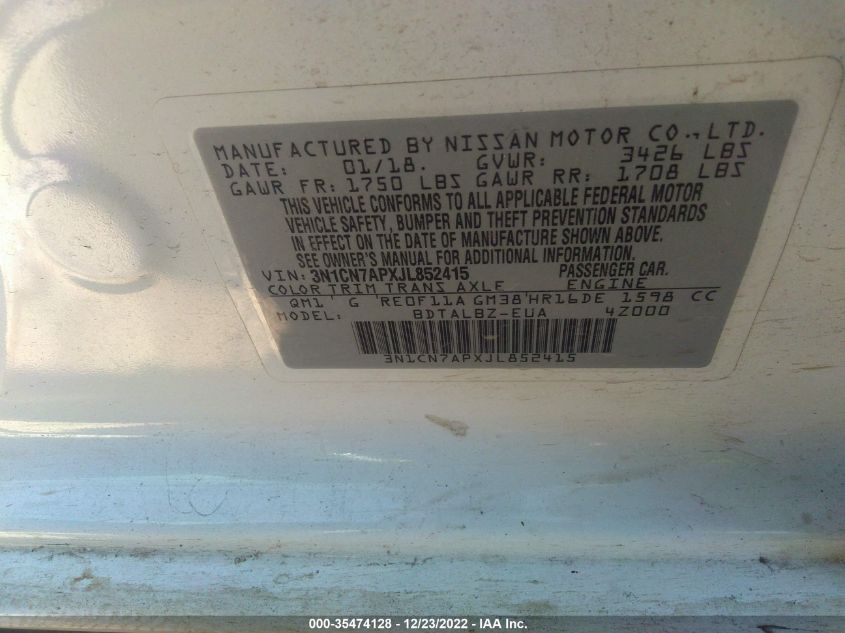 MANUFACTURED BY NISSAN MOTOR CO., LTD.
DATE: 01/18. GVWR: 3426 LBS
GAWR FR: 1750 LBS GAWR RR: 1708 LBS
THIS VEHICLE CONFORMS TO ALL APPLICABLE FEDERAL MOTOR
VEHICLE SAFETY, BUMPER AND THEFT PREVENTION STANDARDS
IN EFFECT ON THE DATE OF MANUFACTURE SHOWN ABOVE.
SEE OWNER'S MANUAL FOR ADDITIONAL INFORMATION.
VIN: 3N1CN7APXJL852415 PASSENGER CAR.
COLOR TRIM TRANS AXLE ENGINE
QM1' G 'RE0F11A GM38'HR16DE 1598 CC
MODEL: BDTALBZ-EUA 4Z000
3N1CN7APXJL852415
000-35474128 - 12/23/2022 - IAA Inc.